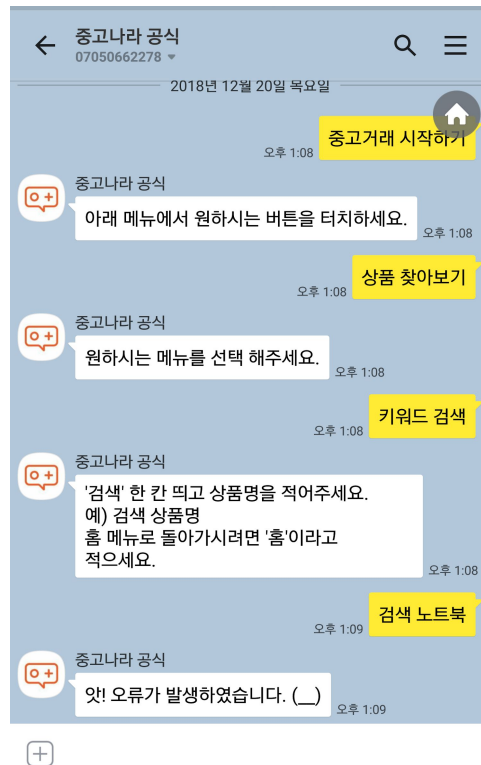 중고나라 공식
07050662278
2018년 12월 20일 목요일
중고거래 시작하기
오후 1:08
중고나라 공식
아래 메뉴에서 원하시는 버튼을 터치하세요.
오후 1:08
상품 찾아보기
오후 1:08
중고나라 공식
원하시는 메뉴를 선택 해주세요.
오후 1:08
키워드 검색
오후 1:08
중고나라 공식
'검색' 한 칸 띄고 상품명을 적어주세요.
예) 검색 상품명
홈 메뉴로 돌아가시려면 '홈'이라고
적으세요.
오후 1:08
검색 노트북
오후 1:09
중고나라 공식
앗! 오류가 발생하였습니다. (__)
오후 1:09